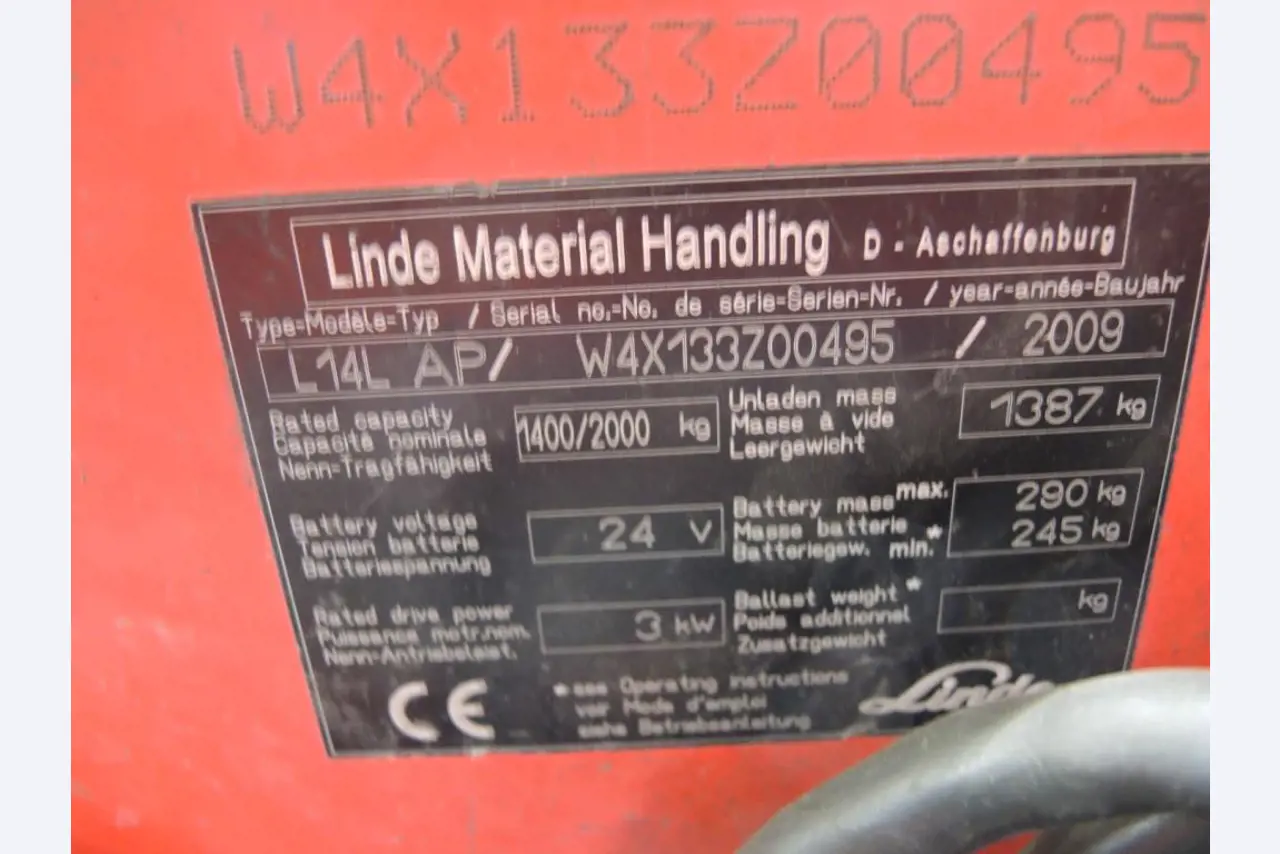 W4X133Z00495
Linde Material Handling D - Aschaffenburg
Type-Modèle-Typ / Serial no.-No. de série-Serien-Nr. / year-année-Baujahr
L14L AP/ W4X133Z00495 / 2009
Rated capacity
Capacité nominale
Nenn-Tragfähigkeit
1400/2000 kg
Unladen mass
Masse à vide
Leergewicht
1387 kg
Battery voltage
Tension batterie
Batteriespannung
24 V
Battery mass max.
Masse batterie *
Batteriegew. min.
290 kg
245 kg
Rated drive power
Puissance motr.nom.
Nenn-Antriebsleist.
3 kW
Ballast weight *
Poids additionnel
Zusatzgewicht
kg
CE
* see Operating instructions
voir Mode d'emploi
siehe Betriebsanleitung
Linde